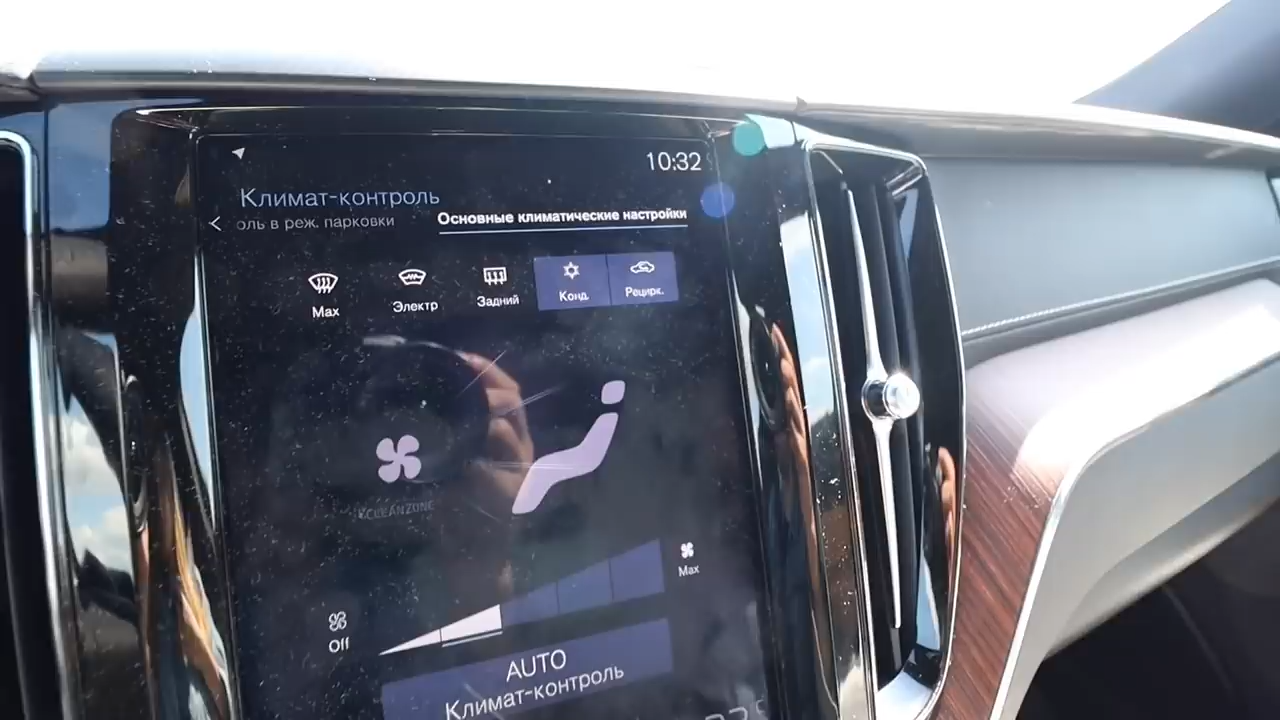 10:32
Климат-контроль
оль в реж. парковки
Основные климатические настройки
Max
Электр
Задний
Конд.
Рецирк.
CLEANZONE
Max
Off
AUTO
Климат-контроль